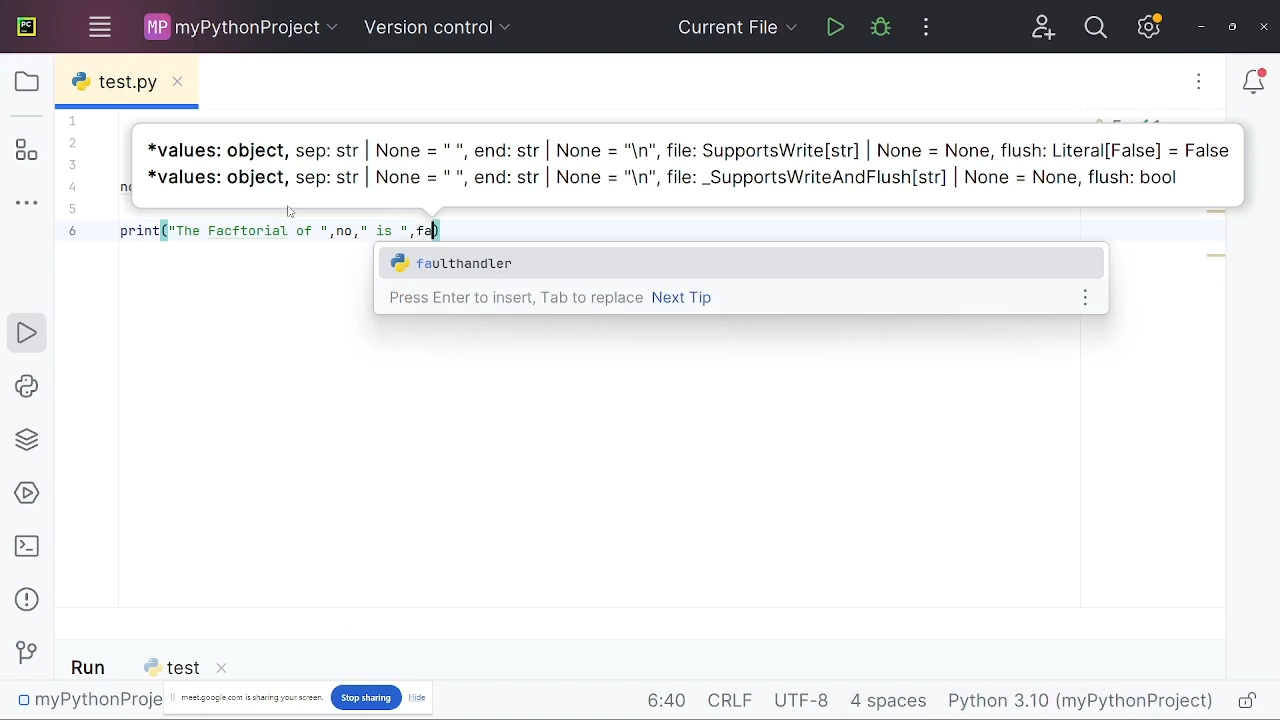 PC MP myPythonProject Version control Current File
test.py
1
2
3
4 no
5
6 print("The Facftorial of ",no," is ",fa)
*values: object, sep: str | None = " ", end: str | None = "\n", file: SupportsWrite[str] | None = None, flush: Literal[False] = False
*values: object, sep: str | None = " ", end: str | None = "\n", file: _SupportsWriteAndFlush[str] | None = None, flush: bool
faulthandler
Press Enter to insert, Tab to replace Next Tip
Run test
myPythonProje meet.google.com is sharing your screen. Stop sharing Hide 6:40 CRLF UTF-8 4 spaces Python 3.10 (myPythonProject)